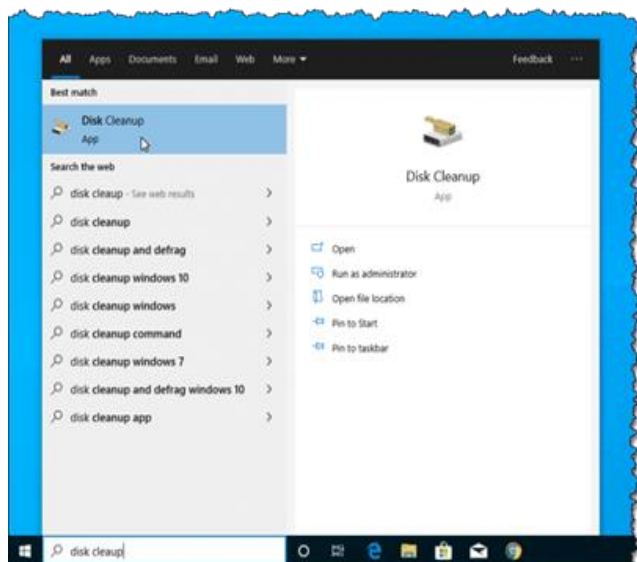 All Apps Documents Email Web More Feedback ...
Best match
Disk Cleanup
App
Search the web
disk cleaup - See web results
disk cleanup
disk cleanup and defrag
disk cleanup windows 10
disk cleanup windows
disk cleanup command
disk cleanup windows 7
disk cleanup and defrag windows 10
disk cleanup app
Disk Cleanup
App
Open
Run as administrator
Open file location
Pin to Start
Pin to taskbar
disk cleaup